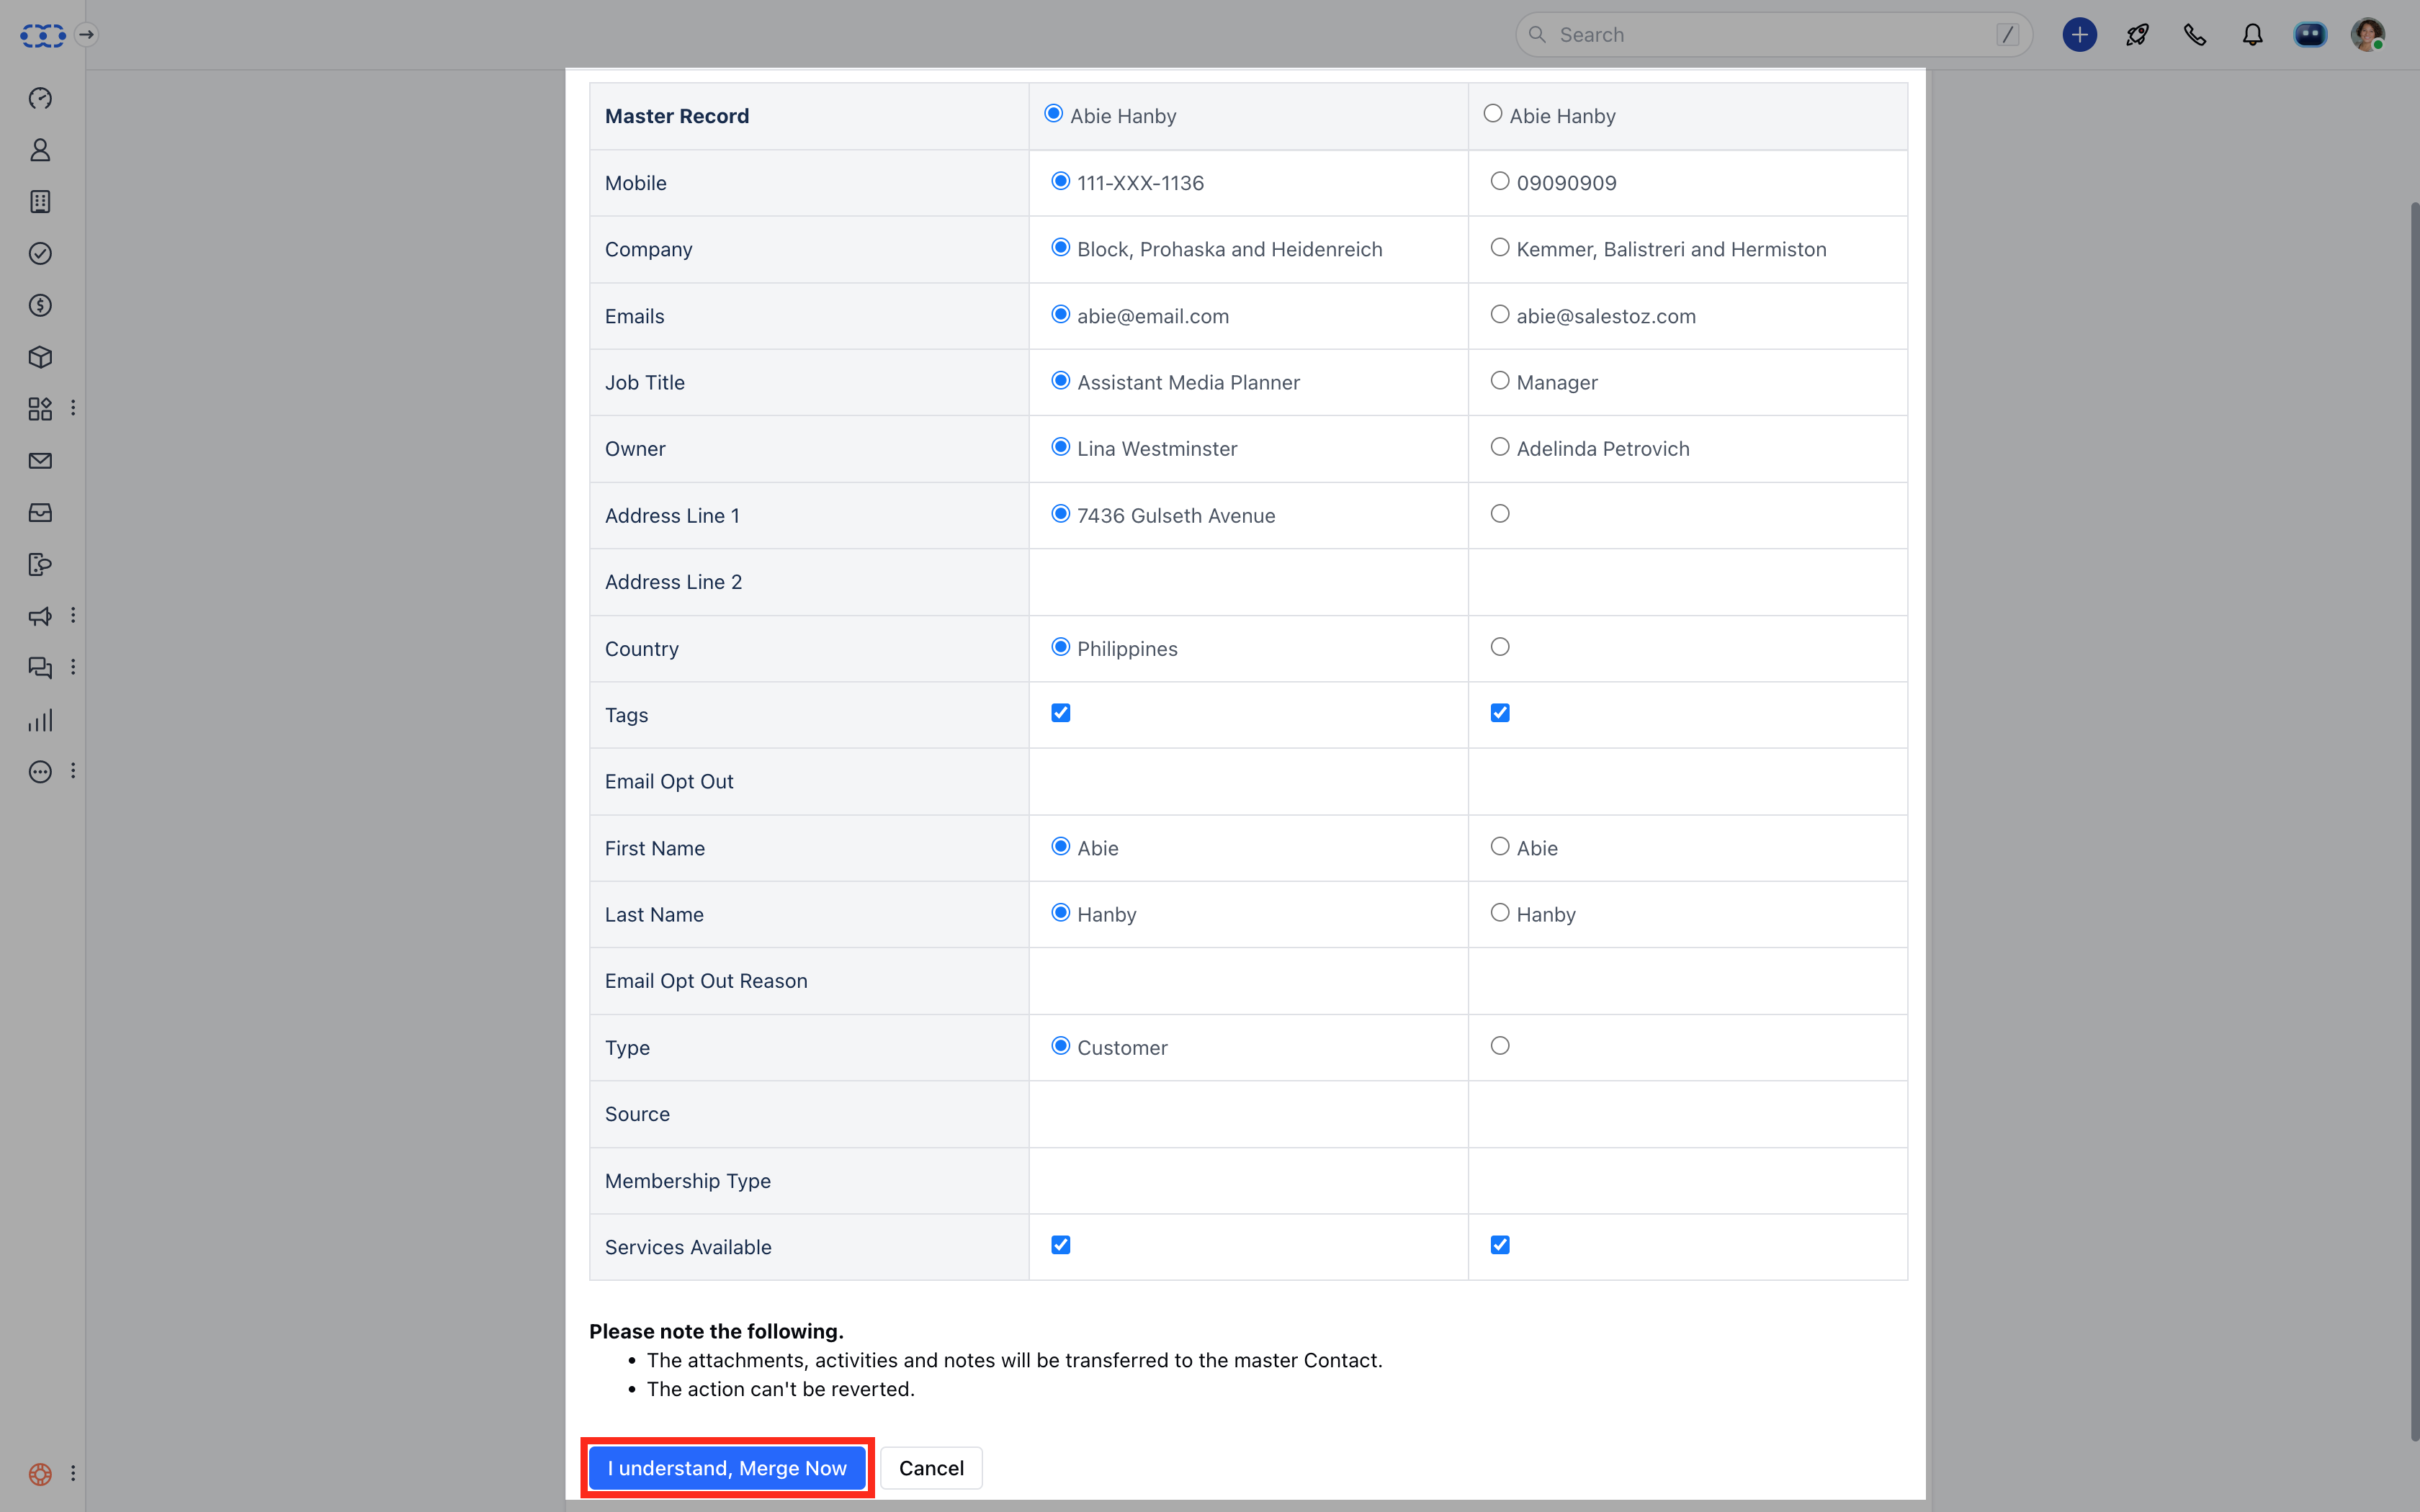 Search /
Master Record Abie Hanby Abie Hanby
Mobile 111-XXX-1136 09090909
Company Block, Prohaska and Heidenreich Kemmer, Balistreri and Hermiston
Emails abie@email.com abie@salestoz.com
Job Title Assistant Media Planner Manager
Owner Lina Westminster Adelinda Petrovich
Address Line 1 7436 Gulseth Avenue
Address Line 2
Country Philippines
Tags
Email Opt Out
First Name Abie Abie
Last Name Hanby Hanby
Email Opt Out Reason
Type Customer
Source
Membership Type
Services Available
Please note the following.
• The attachments, activities and notes will be transferred to the master Contact.
• The action can't be reverted.
I understand, Merge Now Cancel